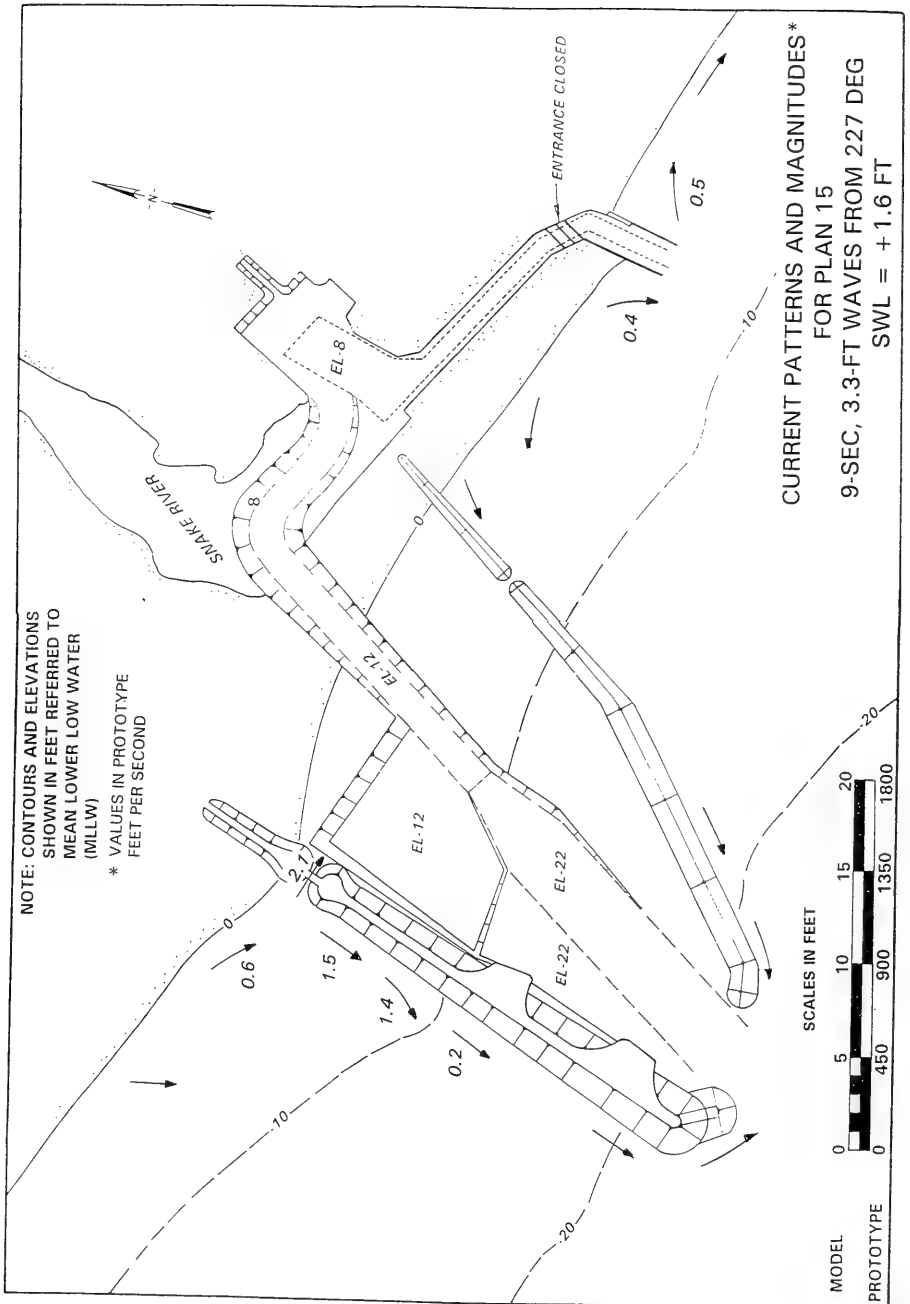 NOTE: CONTOURS AND ELEVATIONS
SHOWN IN FEET REFERRED TO
MEAN LOWER LOW WATER
(MLLW)
* VALUES IN PROTOTYPE
FEET PER SECOND
-N-
SNAKE RIVER
8
EL-8
EL-12
EL-12
EL-22
EL-22
ENTRANCE CLOSED
0
0
-10
-10
-20
-20
0.6
2.1
1.5
1.4
0.2
0.4
0.5
SCALES IN FEET
MODEL
0 5 10 15 20
PROTOTYPE
0 450 900 1350 1800
CURRENT PATTERNS AND MAGNITUDES*
FOR PLAN 15
9-SEC, 3.3-FT WAVES FROM 227 DEG
SWL = +1.6 FT